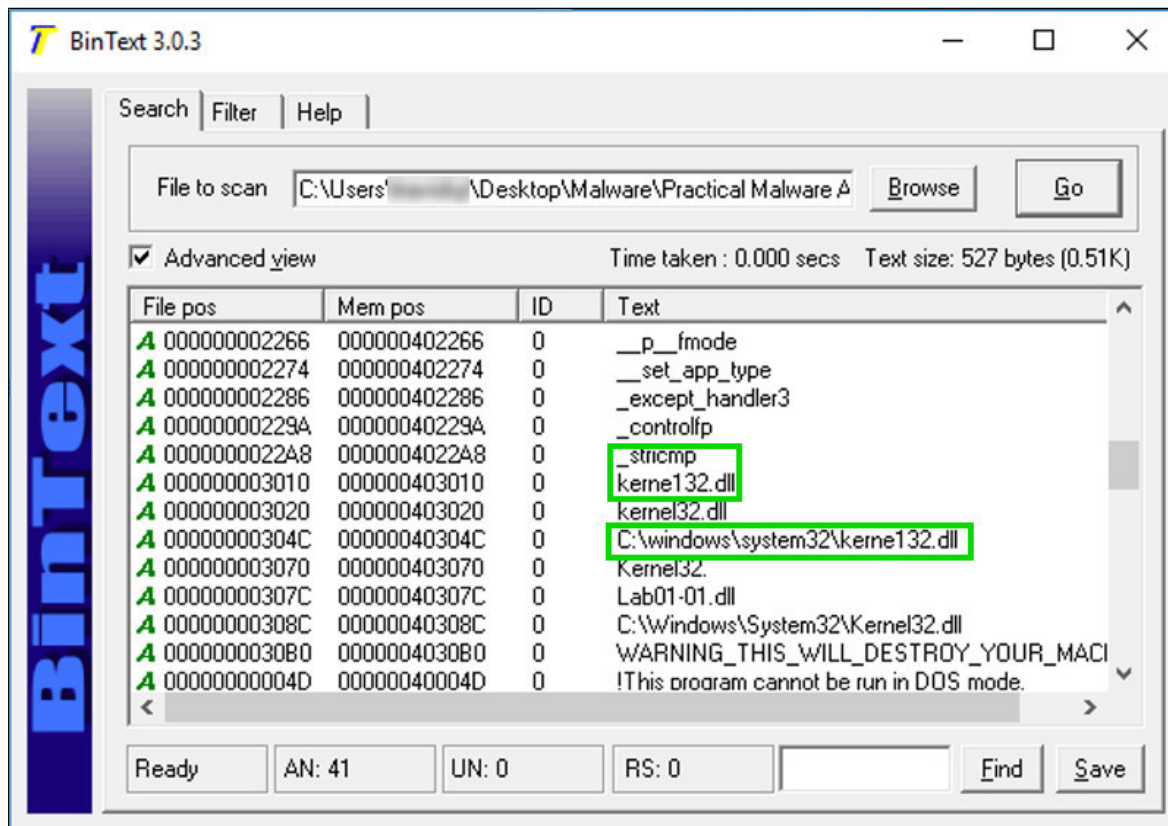 BinText 3.0.3
Search Filter Help
File to scan C:\Users\ \Desktop\Malware\Practical Malware A Browse Go
Advanced view Time taken : 0.000 secs Text size: 527 bytes (0.51K)
File pos Mem pos ID Text
A 000000002266 000000402266 0 __p__fmode
A 000000002274 000000402274 0 __set_app_type
A 000000002286 000000402286 0 _except_handler3
A 00000000229A 00000040229A 0 _controlfp
A 0000000022A8 0000004022A8 0 _stricmp
A 000000003010 000000403010 0 kerne132.dll
A 000000003020 000000403020 0 kernel32.dll
A 00000000304C 00000040304C 0 C:\windows\system32\kerne132.dll
A 000000003070 000000403070 0 Kernel32.
A 00000000307C 00000040307C 0 Lab01-01.dll
A 00000000308C 00000040308C 0 C:\Windows\System32\Kernel32.dll
A 0000000030B0 0000004030B0 0 WARNING_THIS_WILL_DESTROY_YOUR_MACI
A 00000000004D 00000040004D 0 !This program cannot be run in DOS mode.
Ready AN: 41 UN: 0 RS: 0 Find Save
BinText